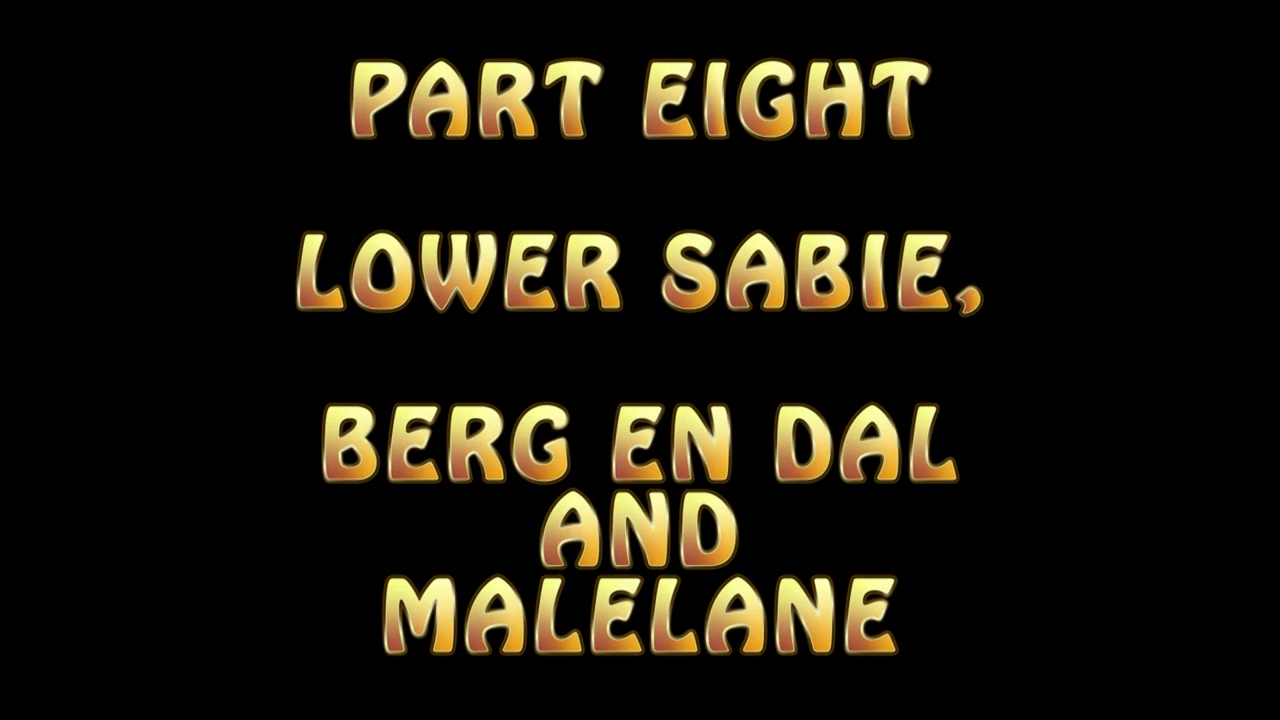 PART EIGHT
LOWER SABIE,
BERG EN DAL
AND
MALELANE